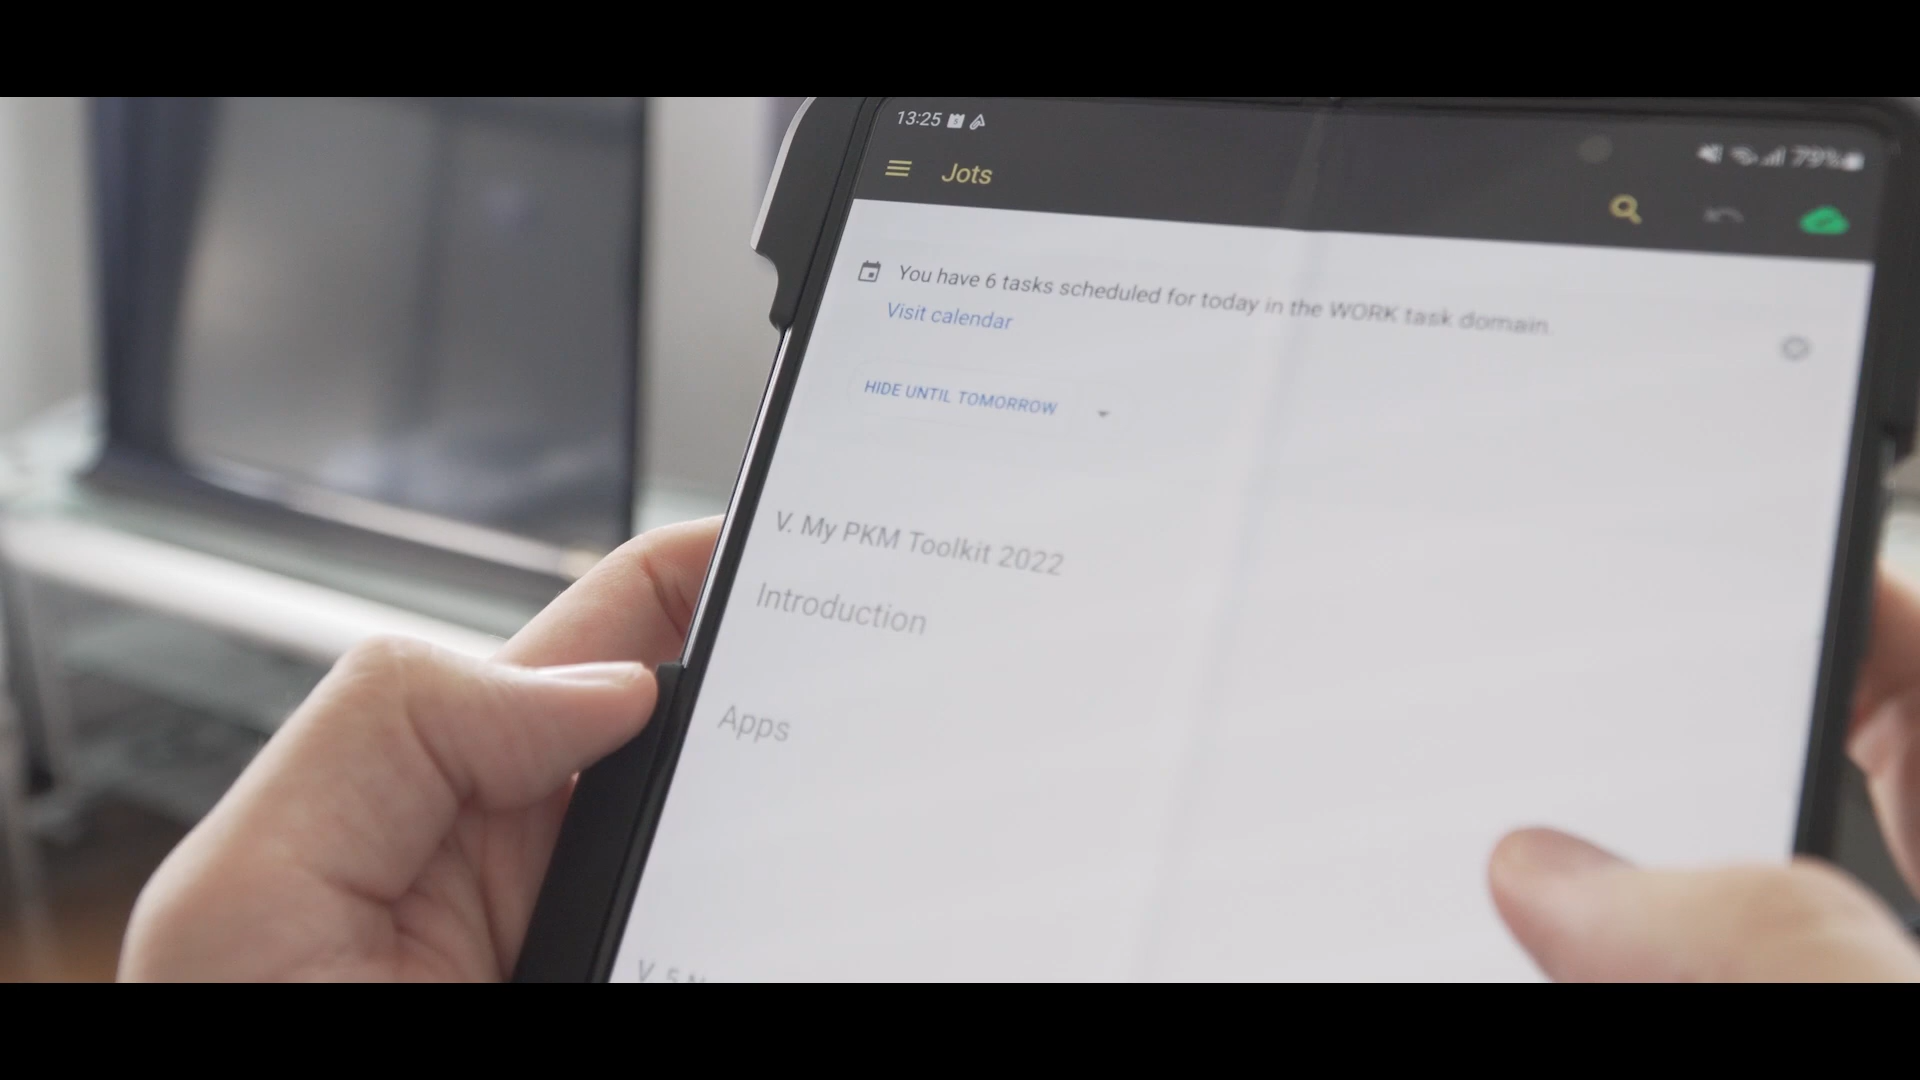 13:25
79%
Jots
You have 6 tasks scheduled for today in the WORK task domain.
Visit calendar
HIDE UNTIL TOMORROW
V. My PKM Toolkit 2022
Introduction
Apps